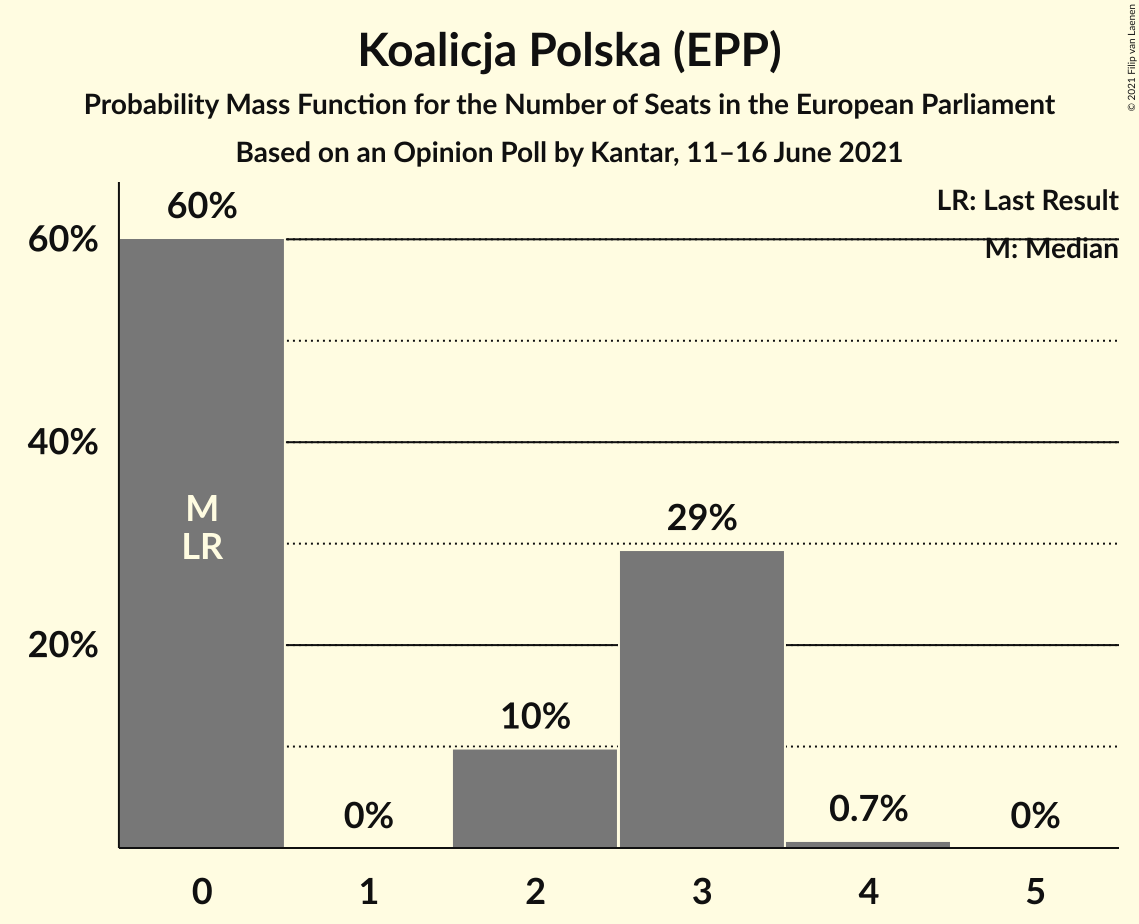 Koalicja Polska (EPP)
Probability Mass Function for the Number of Seats in the European Parliament
Based on an Opinion Poll by Kantar, 11–16 June 2021
© 2021 Filip van Laenen
LR: Last Result
M: Median
60%
40%
20%
60%
M
LR
0%
10%
29%
0.7%
0%
0
1
2
3
4
5